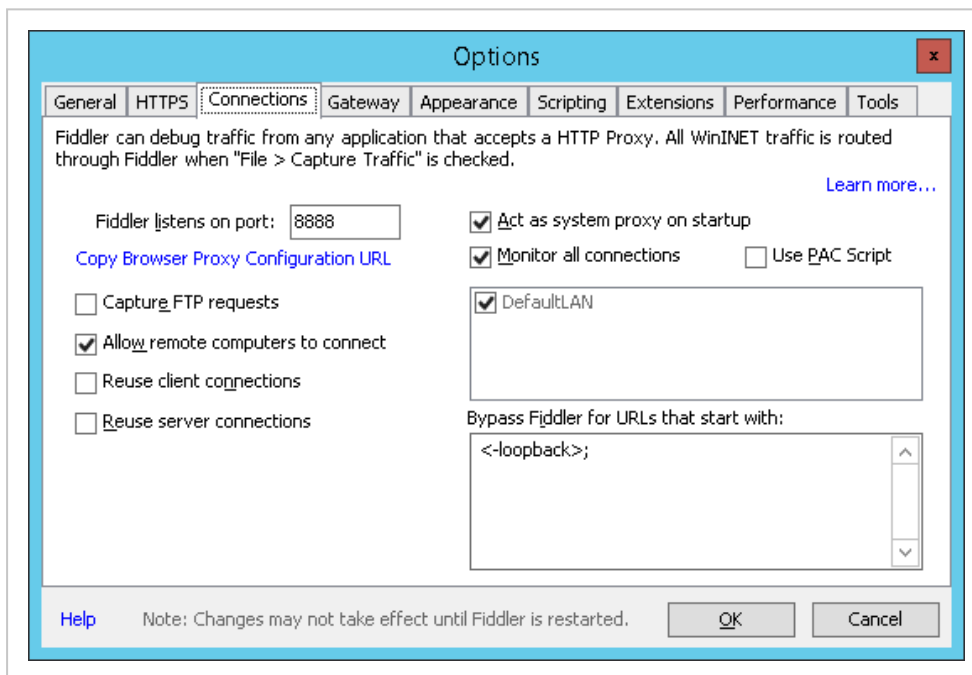 Options
x
General HTTPS Connections Gateway Appearance Scripting Extensions Performance Tools
Fiddler can debug traffic from any application that accepts a HTTP Proxy. All WinINET traffic is routed
through Fiddler when "File > Capture Traffic" is checked.
Learn more...
Fiddler listens on port: 8888
Act as system proxy on startup
Copy Browser Proxy Configuration URL
Monitor all connections
Use PAC Script
Capture FTP requests
DefaultLAN
Allow remote computers to connect
Reuse client connections
Reuse server connections
Bypass Fiddler for URLs that start with:
<-loopback>;
Help
Note: Changes may not take effect until Fiddler is restarted.
OK
Cancel